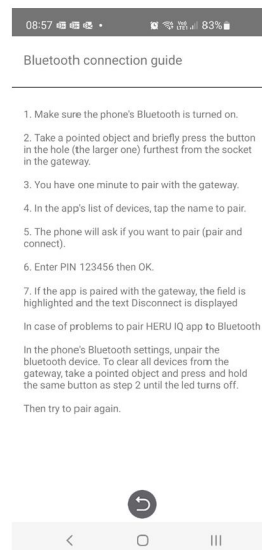 08:57
83%
Bluetooth connection guide
1. Make sure the phone's Bluetooth is turned on.
2. Take a pointed object and briefly press the button
in the hole (the larger one) furthest from the socket
in the gateway.
3. You have one minute to pair with the gateway.
4. In the app's list of devices, tap the name to pair.
5. The phone will ask if you want to pair (pair and
connect).
6. Enter PIN 123456 then OK.
7. If the app is paired with the gateway, the field is
highlighted and the text Disconnect is displayed
In case of problems to pair HERU IQ app to Bluetooth
In the phone's Bluetooth settings, unpair the
bluetooth device. To clear all devices from the
gateway, take a pointed object and press and hold
the same button as step 2 until the led turns off.
Then try to pair again.